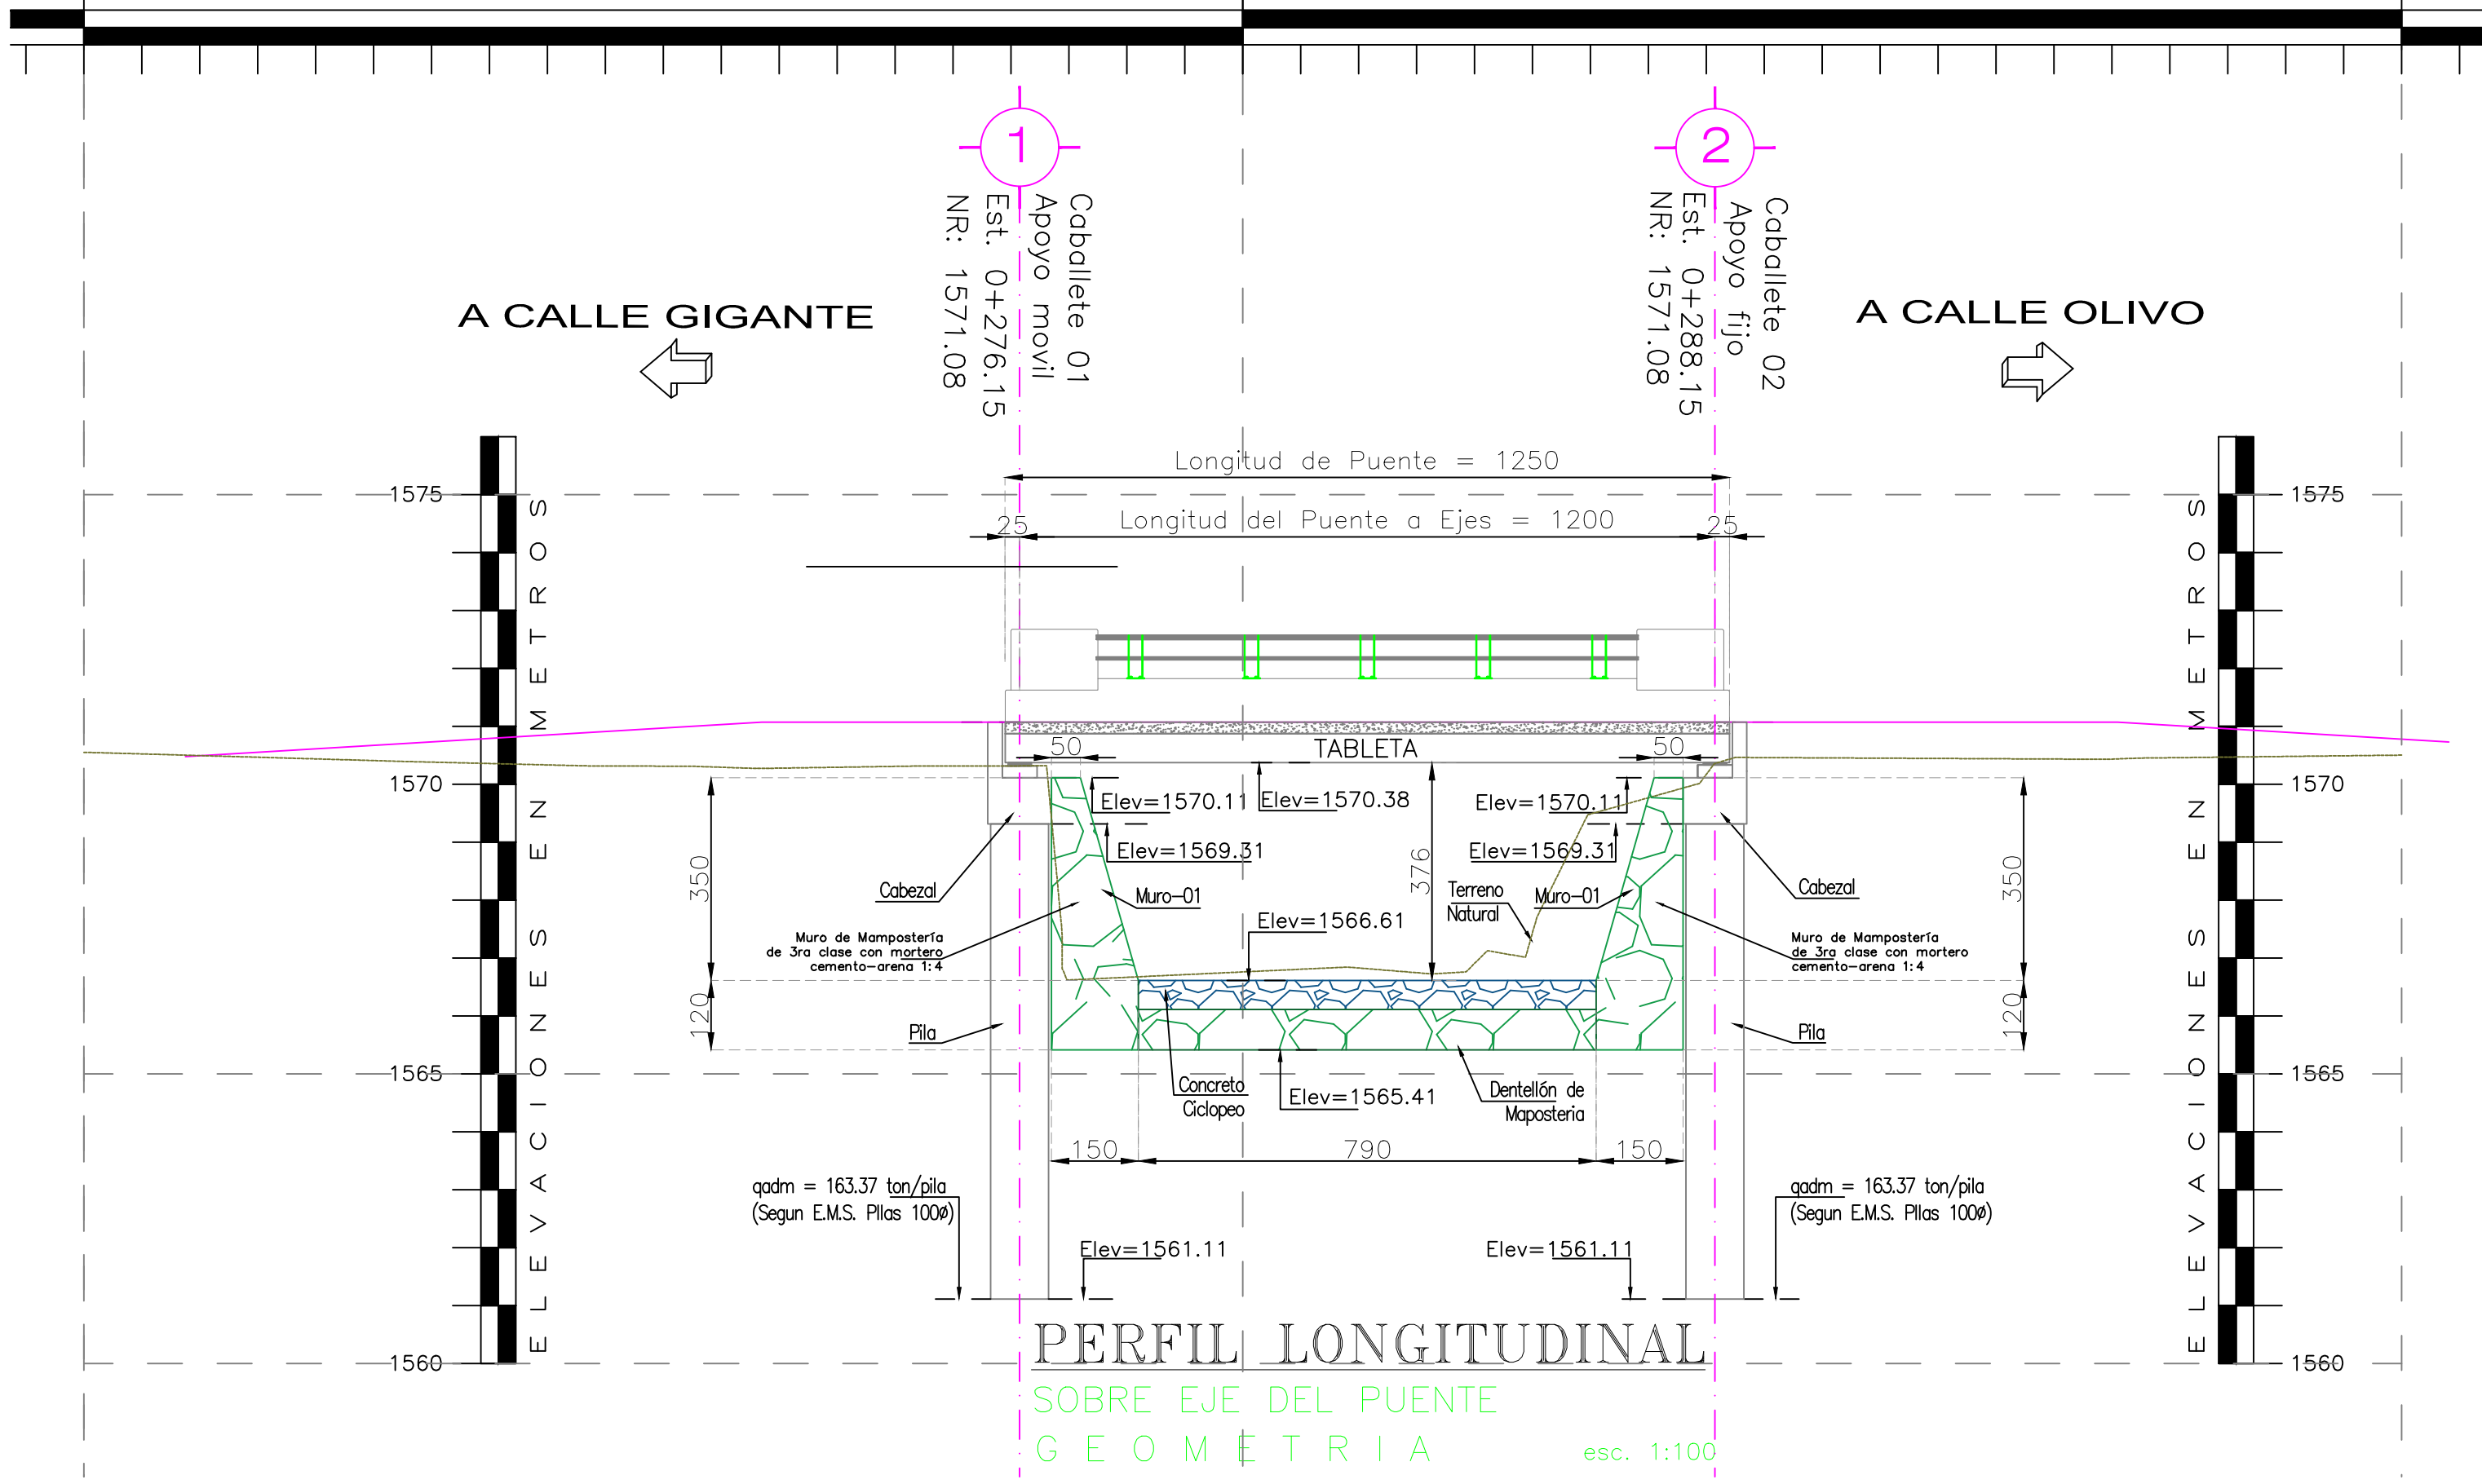 1
2
Caballete 01
Apoyo movil
Est. 0+276.15
NR: 1571.08
Caballete 02
Apoyo fijo
Est. 0+288.15
NR: 1571.08
A CALLE GIGANTE
A CALLE OLIVO
Longitud de Puente = 1250
25
Longitud del Puente a Ejes = 1200
25
1575
1575
ELEVACIONES EN METROS
ELEVACIONES EN METROS
50
TABLETA
50
1570
1570
Elev=1570.11
Elev=1570.38
Elev=1570.11
Elev=1569.31
Elev=1569.31
350
376
350
Cabezal
Muro-01
Terreno
Natural
Muro-01
Cabezal
Elev=1566.61
Muro de Mampostería
de 3ra clase con mortero
cemento-arena 1:4
Muro de Mampostería
de 3ra clase con mortero
cemento-arena 1:4
120
120
Pila
Pila
1565
1565
Concreto
Ciclopeo
Elev=1565.41
Dentellón de
Maposteria
150
790
150
qadm = 163.37 ton/pila
(Segun E.M.S. PIlas 100ø)
qadm = 163.37 ton/pila
(Segun E.M.S. PIlas 100ø)
Elev=1561.11
Elev=1561.11
1560
1560
PERFIL LONGITUDINAL
SOBRE EJE DEL PUENTE
GEOMETRIA
esc. 1:100